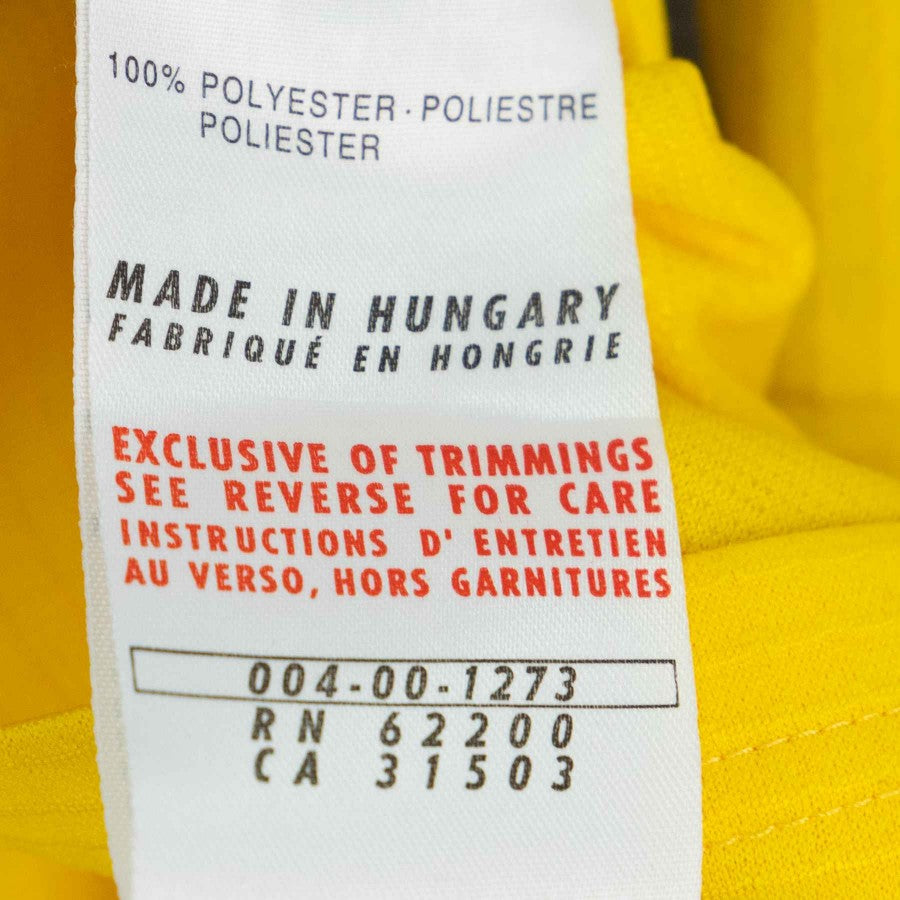 100% POLYESTER · POLIESTRE
POLIESTER
MADE IN HUNGARY
FABRIQUÉ EN HONGRIE
EXCLUSIVE OF TRIMMINGS
SEE REVERSE FOR CARE
INSTRUCTIONS D' ENTRETIEN
AU VERSO, HORS GARNITURES
004-00-1273
RN 62200
CA 31503